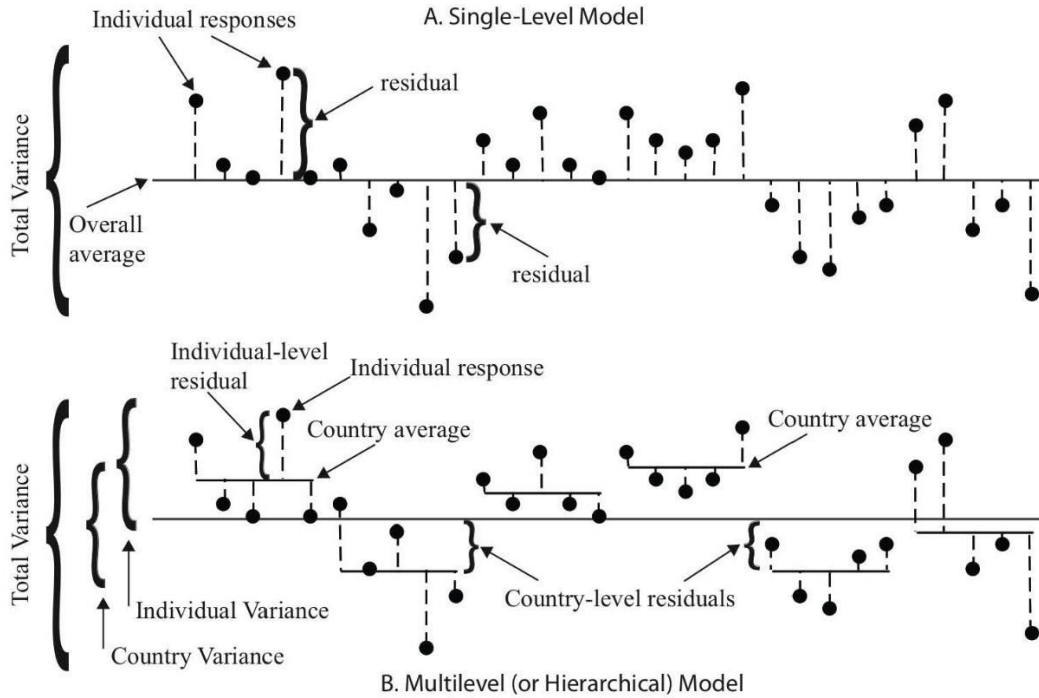 A. Single-Level Model
Individual responses
residual
Total Variance
Overall
average
residual
Individual-level
residual
Individual response
Country average
Country average
Total Variance
Individual Variance
Country-level residuals
Country Variance
B. Multilevel (or Hierarchical) Model